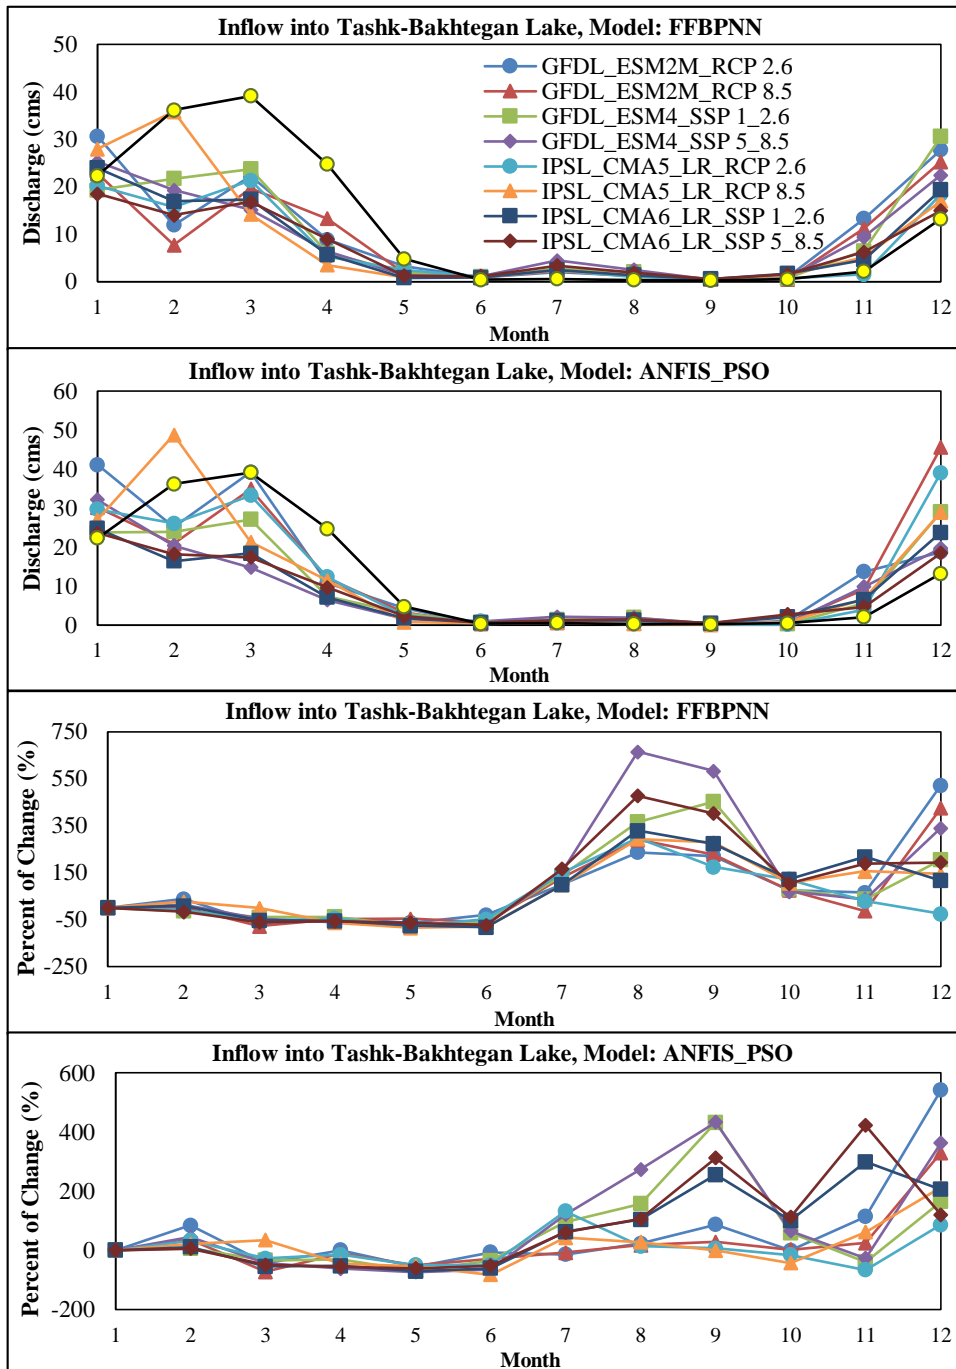 Inflow into Tashk-Bakhtegan Lake, Model: FFBPNN
Discharge (cms)
50
40
30
20
10
0
GFDL_ESM2M_RCP 2.6
GFDL_ESM2M_RCP 8.5
GFDL_ESM4_SSP 1_2.6
GFDL_ESM4_SSP 5_8.5
IPSL_CMA5_LR_RCP 2.6
IPSL_CMA5_LR_RCP 8.5
IPSL_CMA6_LR_SSP 1_2.6
IPSL_CMA6_LR_SSP 5_8.5
1 2 3 4 5 6 7 8 9 10 11 12
Month
Inflow into Tashk-Bakhtegan Lake, Model: ANFIS_PSO
Discharge (cms)
60
50
40
30
20
10
0
1 2 3 4 5 6 7 8 9 10 11 12
Month
Inflow into Tashk-Bakhtegan Lake, Model: FFBPNN
Percent of Change (%)
750
550
350
150
-50
-250
1 2 3 4 5 6 7 8 9 10 11 12
Month
Inflow into Tashk-Bakhtegan Lake, Model: ANFIS_PSO
Percent of Change (%)
600
400
200
0
-200
1 2 3 4 5 6 7 8 9 10 11 12
Month